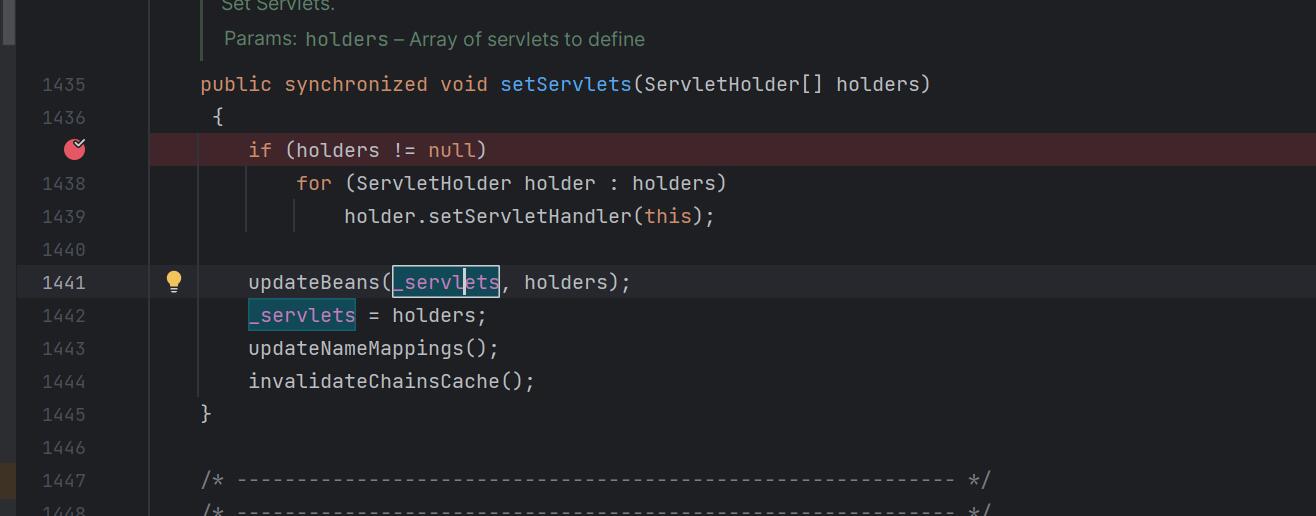 Set Servlets.
Params: holders – Array of servlets to define
1435 public synchronized void setServlets(ServletHolder[] holders)
1436 {
if (holders != null)
1438 for (ServletHolder holder : holders)
1439 holder.setServletHandler(this);
1440
1441 updateBeans(_servlets, holders);
1442 _servlets = holders;
1443 updateNameMappings();
1444 invalidateChainsCache();
1445 }
1446
1447 /* ------------------------------------------------------------ */
1448 /* ------------------------------------------------------------ */